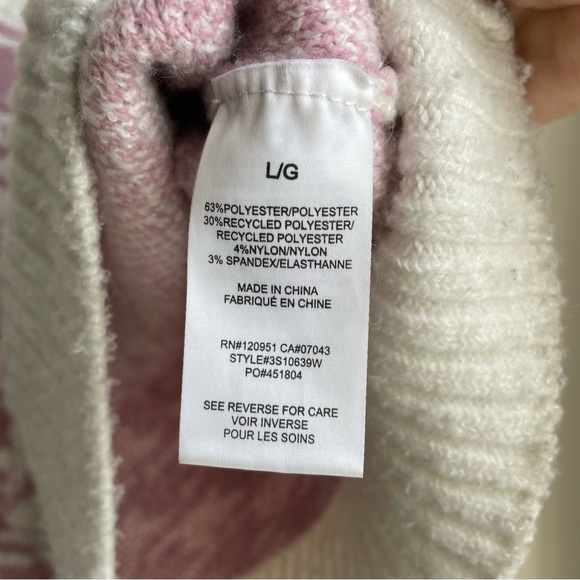 L/G
63%POLYESTER/POLYESTER
30%RECYCLED POLYESTER/
RECYCLED POLYESTER
4%NYLON/NYLON
3% SPANDEX/ELASTHANNE
MADE IN CHINA
FABRIQUÉ EN CHINE
RN#120951 CA#07043
STYLE#3S10639W
PO#451804
SEE REVERSE FOR CARE
VOIR INVERSE
POUR LES SOINS